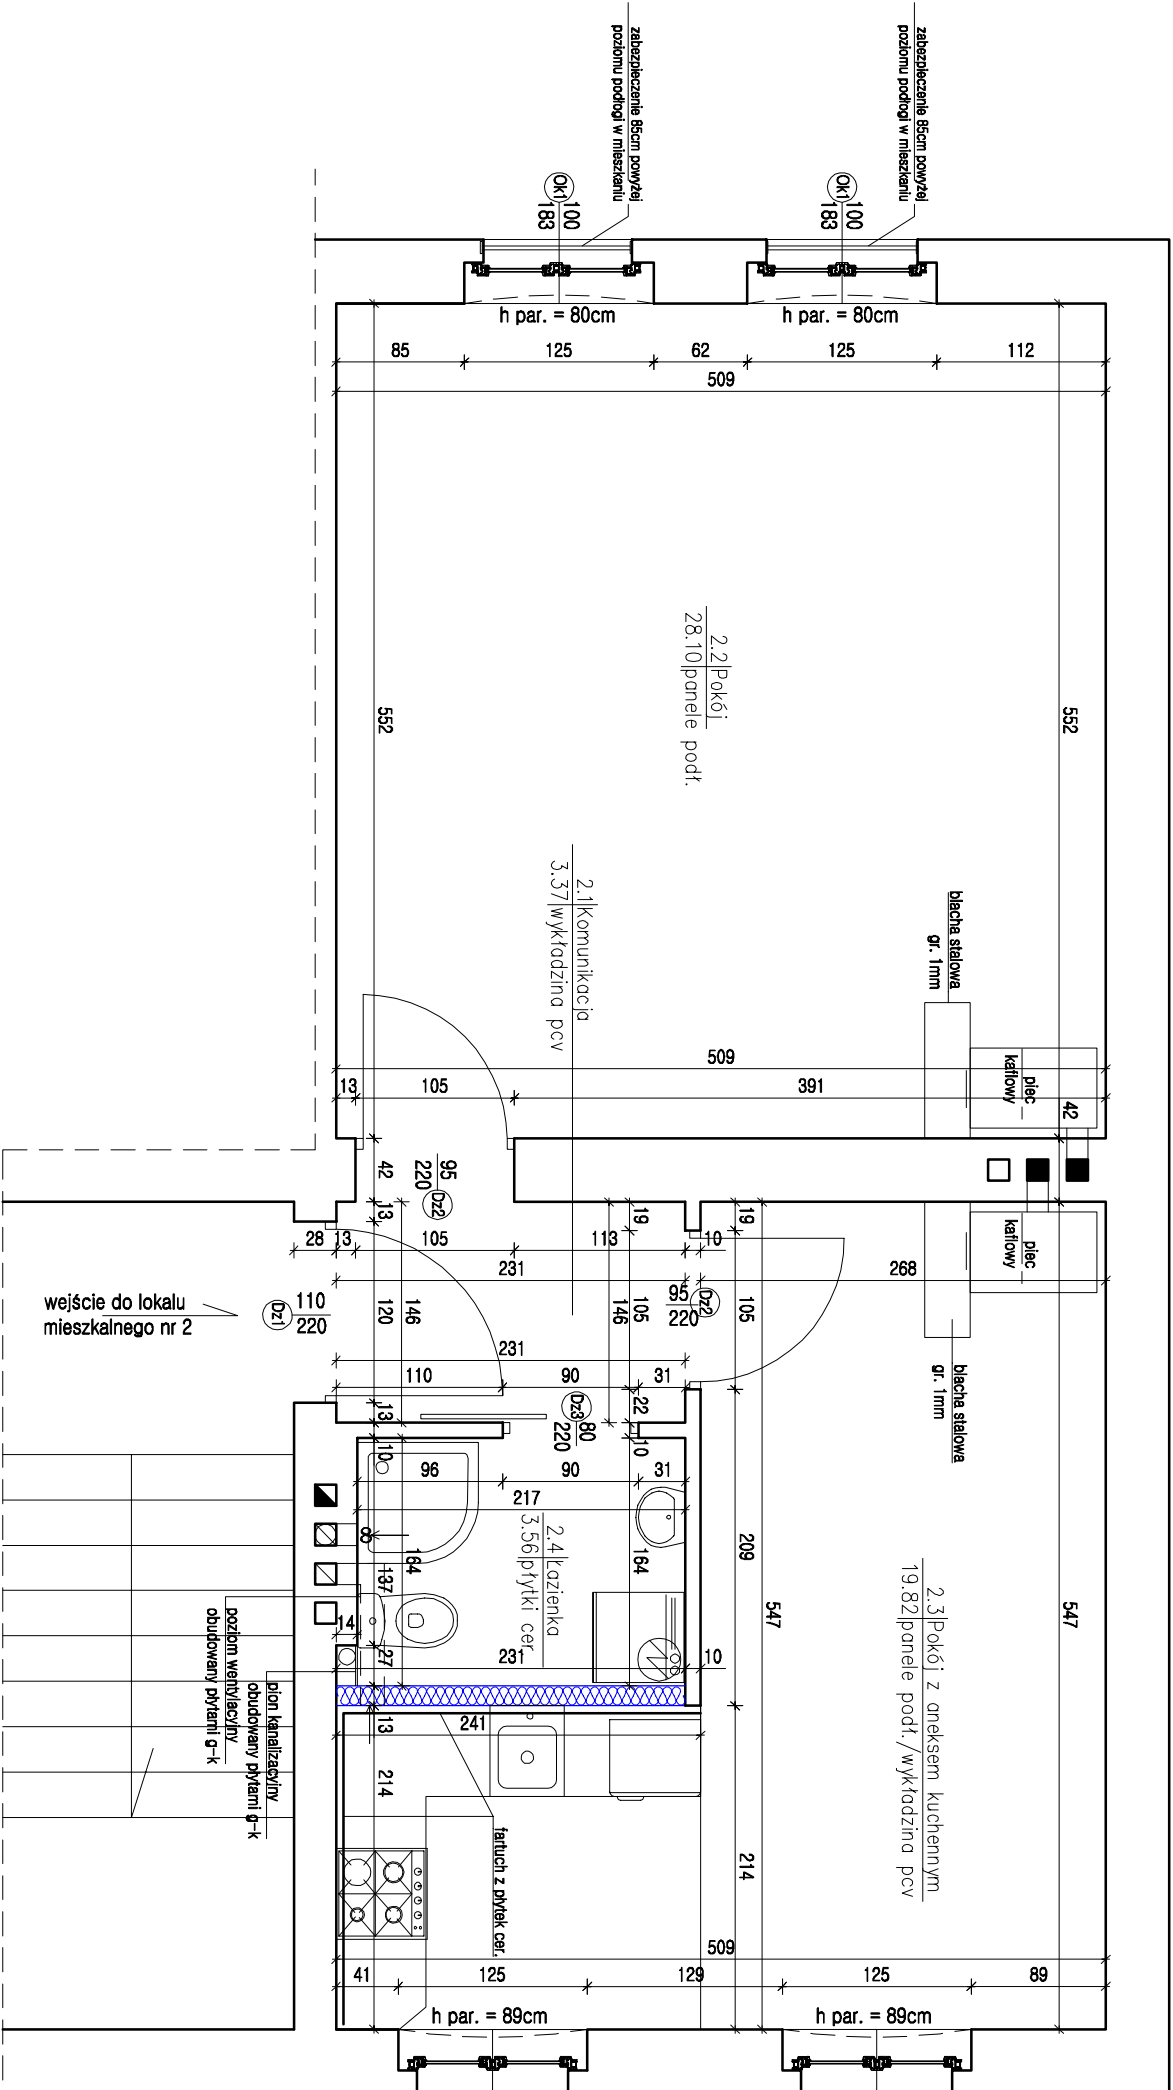 zabezpieczenie 85cm powyżej
poziomu podłogi w mieszkaniu
zabezpieczenie 85cm powyżej
poziomu podłogi w mieszkaniu
Ok1 100
183
Ok1 100
183
h par. = 80cm
h par. = 80cm
85
125
62
125
112
509
2.2 Pokój
28.10 panele podł.
552
552
2.1 Komunikacja
3.37 wykładzina pcv
blacha stalowa
gr. 1mm
509
13
105
391
piec
kaflowy
42
42
95
220
Dz2
13
19
19
28
13
105
113
10
231
268
piec
kaflowy
wejście do lokalu
mieszkalnego nr 2
Dz1
110
220
120
146
146
105
95
220
Dz2
105
231
110
90
31
blacha stalowa
gr. 1mm
13
22
Dz3
80
220
10
10
96
90
31
217
2.4 Łazienka
3.56 płytki cer.
8
164
137
164
209
547
547
2.3 Pokój z aneksem kuchennym
19.82 panele podł./wykładzina pcv
14
27
231
10
poziom wentylacyjny
obudowany płytami g-k
pion kanalizacyjny
obudowany płytami g-k
13
241
214
fartuch z płytek cer.
214
509
41
125
129
125
89
h par. = 89cm
h par. = 89cm